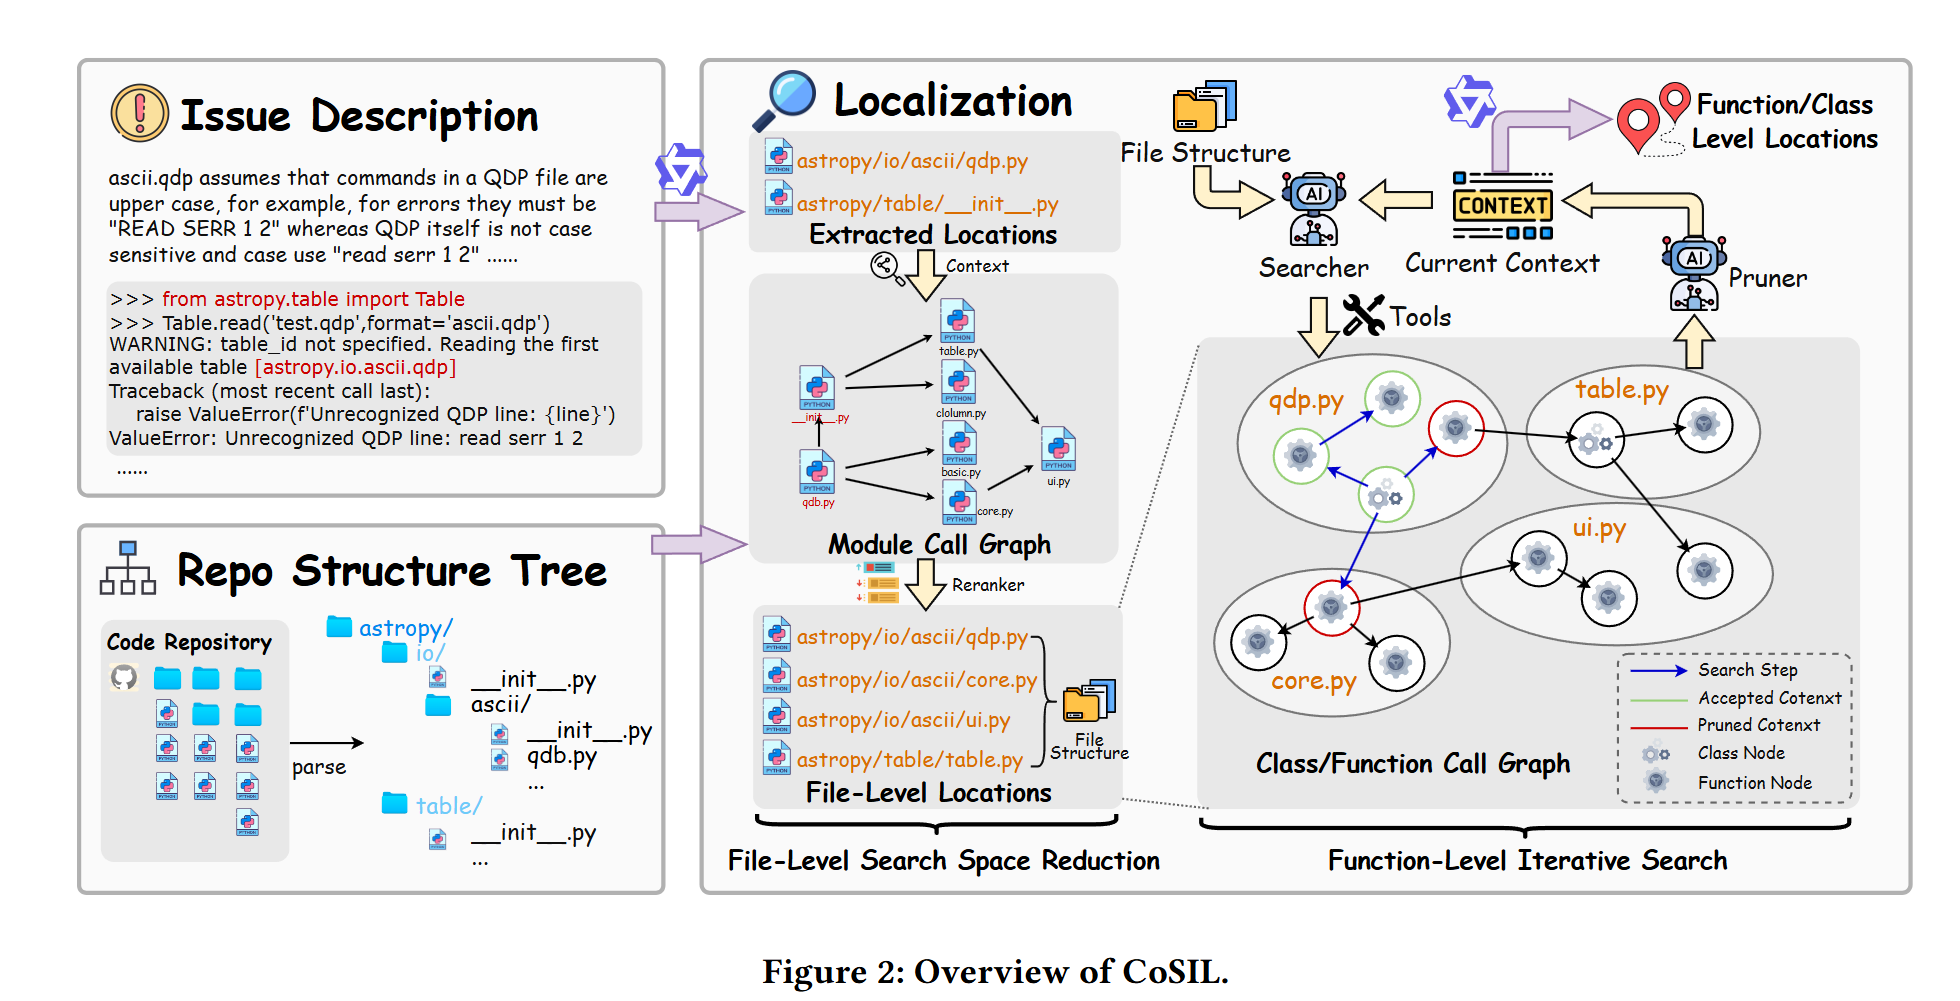 Issue Description
ascii.qdp assumes that commands in a QDP file are
upper case, for example, for errors they must be
"READ SERR 1 2" whereas QDP itself is not case
sensitive and case use "read serr 1 2" ......
>>> from astropy.table import Table
>>> Table.read('test.qdp',format='ascii.qdp')
WARNING: table_id not specified. Reading the first
available table [astropy.io.ascii.qdp]
Traceback (most recent call last):
raise ValueError(f'Unrecognized QDP line: {line}')
ValueError: Unrecognized QDP line: read serr 1 2
......
Repo Structure Tree
Code Repository
parse
astropy/
io/
__init__.py
ascii/
__init__.py
qdb.py
...
table/
__init__.py
...
Localization
astropy/io/ascii/qdp.py
astropy/table/__init__.py
Extracted Locations
Context
table.py
__init__.py
clolumn.py
basic.py
ui.py
qdb.py
core.py
Module Call Graph
Reranker
astropy/io/ascii/qdp.py
astropy/io/ascii/core.py
astropy/io/ascii/ui.py
astropy/table/table.py
File
Structure
File-Level Locations
File-Level Search Space Reduction
File Structure
AI
Searcher
CONTEXT
Current Context
Function/Class
Level Locations
AI
Pruner
Tools
qdp.py
table.py
ui.py
core.py
Class/Function Call Graph
Search Step
Accepted Cotenxt
Pruned Cotenxt
Class Node
Function Node
Function-Level Iterative Search
Figure 2: Overview of CoSIL.